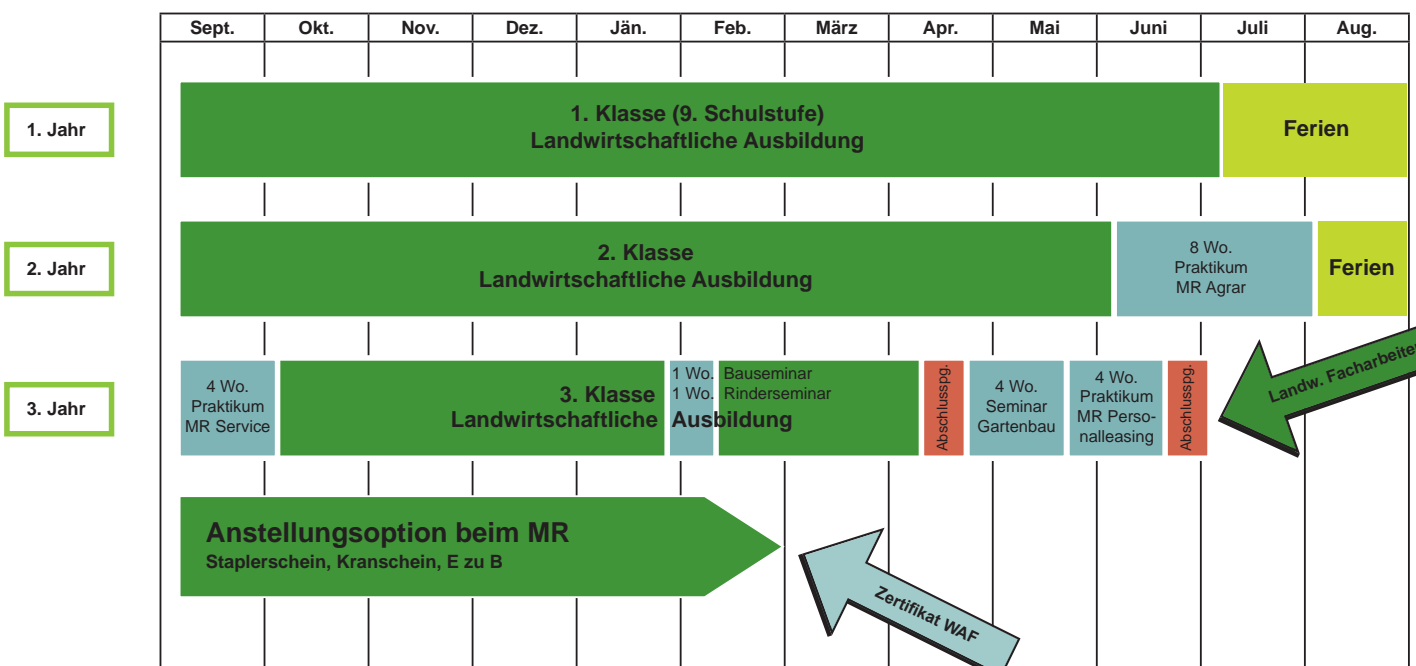 Sept. Okt. Nov. Dez. Jän. Feb. März Apr. Mai Juni Juli Aug.
1. Jahr
1. Klasse (9. Schulstufe)
Landwirtschaftliche Ausbildung
Ferien
2. Jahr
2. Klasse
Landwirtschaftliche Ausbildung
8 Wo.
Praktikum
MR Agrar
Ferien
3. Jahr
4 Wo.
Praktikum
MR Service
3. Klasse
Landwirtschaftliche Ausbildung
1 Wo. Bauseminar
1 Wo. Rinderseminar
Abschlusspg.
4 Wo.
Seminar
Gartenbau
4 Wo.
Praktikum
MR Perso-
nalleasing
Abschlusspg.
Landw. Facharbeiter
Anstellungsoption beim MR
Staplerschein, Kranschein, E zu B
Zertifikat WAF